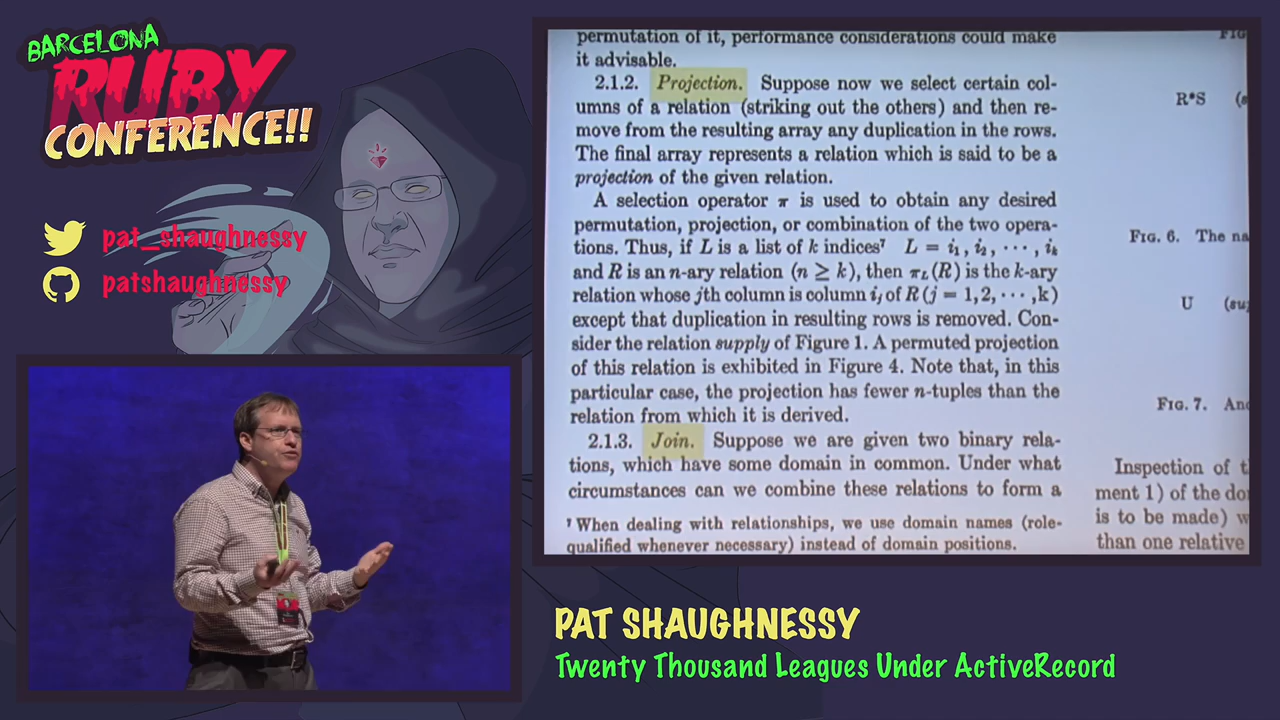 BARCELONA
RUBY
CONFERENCE!!
pat_shaughnessy
patshaughnessy
permutation of it, performance considerations could make
it advisable.
2.1.2. Projection. Suppose now we select certain col-
umns of a relation (striking out the others) and then re-
move from the resulting array any duplication in the rows.
The final array represents a relation which is said to be a
projection of the given relation.
A selection operator π is used to obtain any desired
permutation, projection, or combination of the two opera-
tions. Thus, if L is a list of k indices⁷ L = i₁, i₂, ⋯ , iₖ
and R is an n-ary relation (n ≥ k), then π_L(R) is the k-ary
relation whose jth column is column iⱼ of R (j = 1,2, ⋯ ,k)
except that duplication in resulting rows is removed. Con-
sider the relation supply of Figure 1. A permuted projection
of this relation is exhibited in Figure 4. Note that, in this
particular case, the projection has fewer n-tuples than the
relation from which it is derived.
2.1.3. Join. Suppose we are given two binary rela-
tions, which have some domain in common. Under what
circumstances can we combine these relations to form a
⁷ When dealing with relationships, we use domain names (role-
qualified whenever necessary) instead of domain positions.
FIG
R*S (s
FIG. 6. The na
U (su
FIG. 7. And
Inspection of t
ment 1) of the do
is to be made) w
than one relative
PAT SHAUGHNESSY
Twenty Thousand Leagues Under ActiveRecord